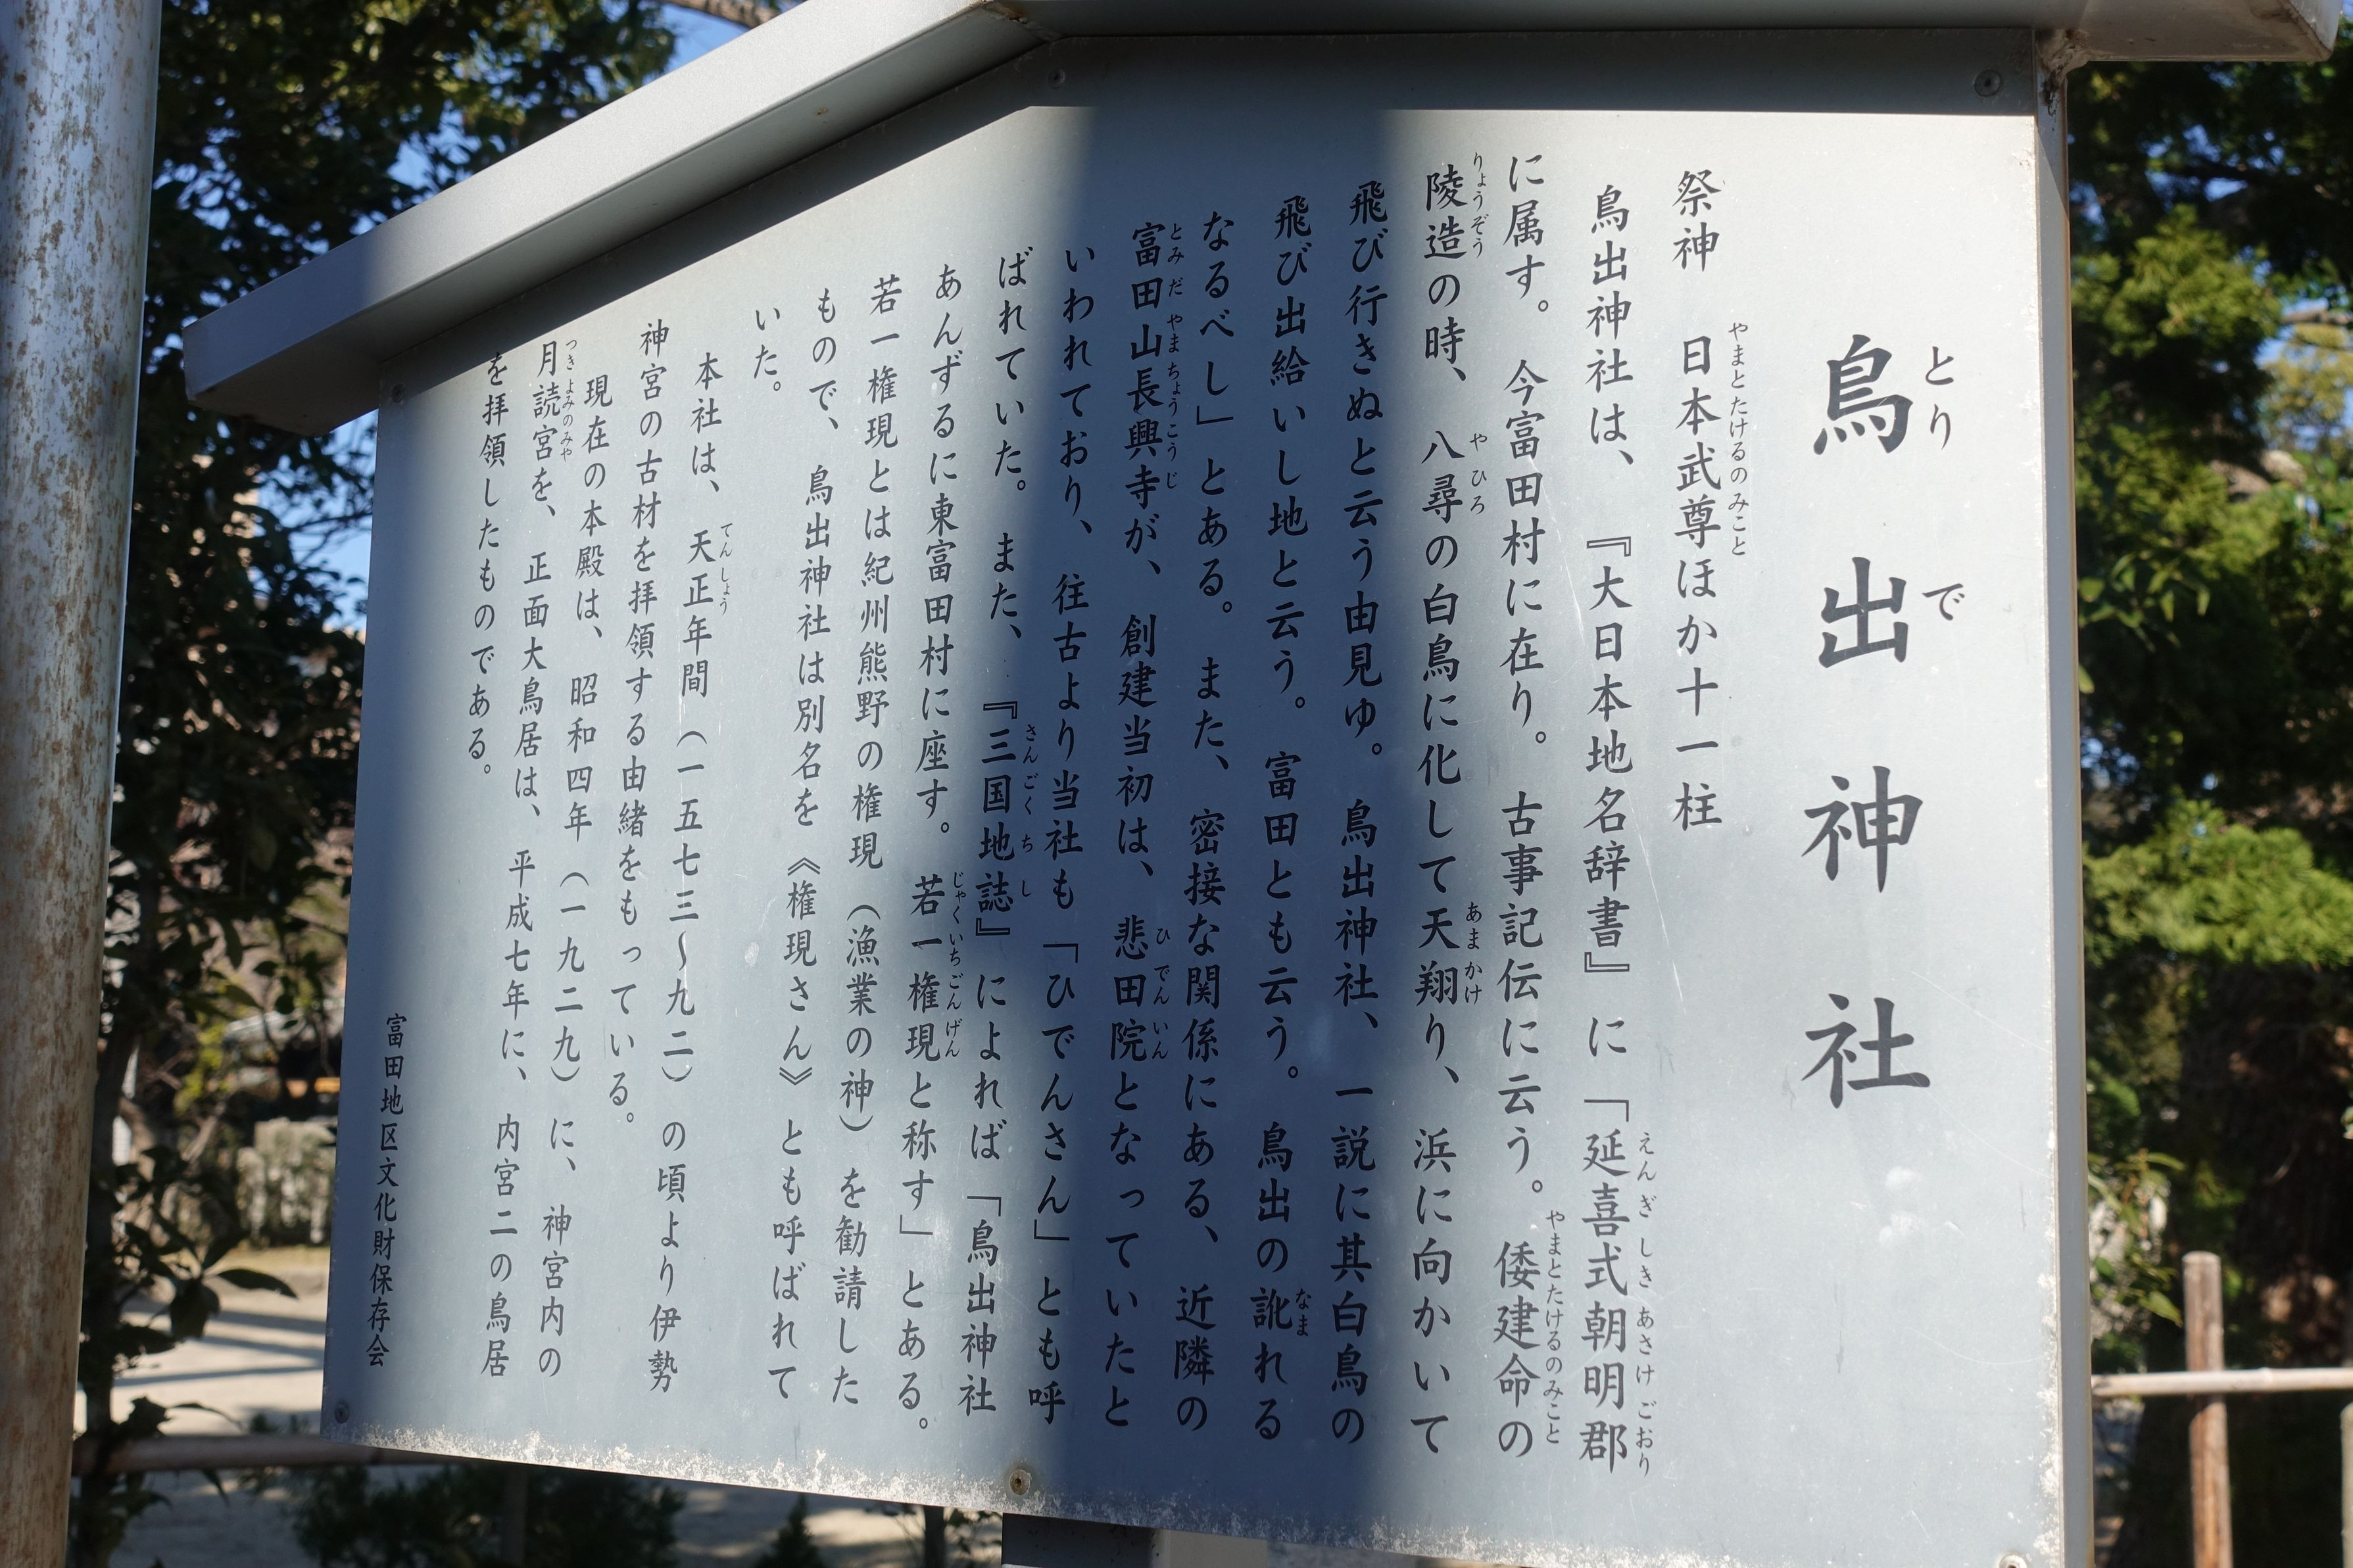 鳥出神社
祭神　日本武尊ほか十一柱
鳥出神社は、『大日本地名辞書』に「延喜式朝明郡
に属す。今富田村に在り。古事記伝に云う。倭建命の
陵造の時、八尋の白鳥に化して天翔り、浜に向かいて
飛び行きぬと云う由見ゆ。鳥出神社、一説に其白鳥の
飛び出給いし地と云う。富田とも云う。鳥出の訛れる
なるべし」とある。また、密接な関係にある、近隣の
富田山長興寺が、創建当初は、悲田院となっていたと
いわれており、往古より当社も「ひでんさん」とも呼
ばれていた。また、『三国地誌』によれば「鳥出神社
あんずるに東富田村に座す。若一権現と称す」とある。
若一権現とは紀州熊野の権現（漁業の神）を勧請した
もので、鳥出神社は別名を《権現さん》とも呼ばれて
いた。
本社は、天正年間（一五七三〜九二）の頃より伊勢
神宮の古材を拝領する由緒をもっている。
現在の本殿は、昭和四年（一九二九）に、神宮内の
月読宮を、正面大鳥居は、平成七年に、内宮二の鳥居
を拝領したものである。
富田地区文化財保存会